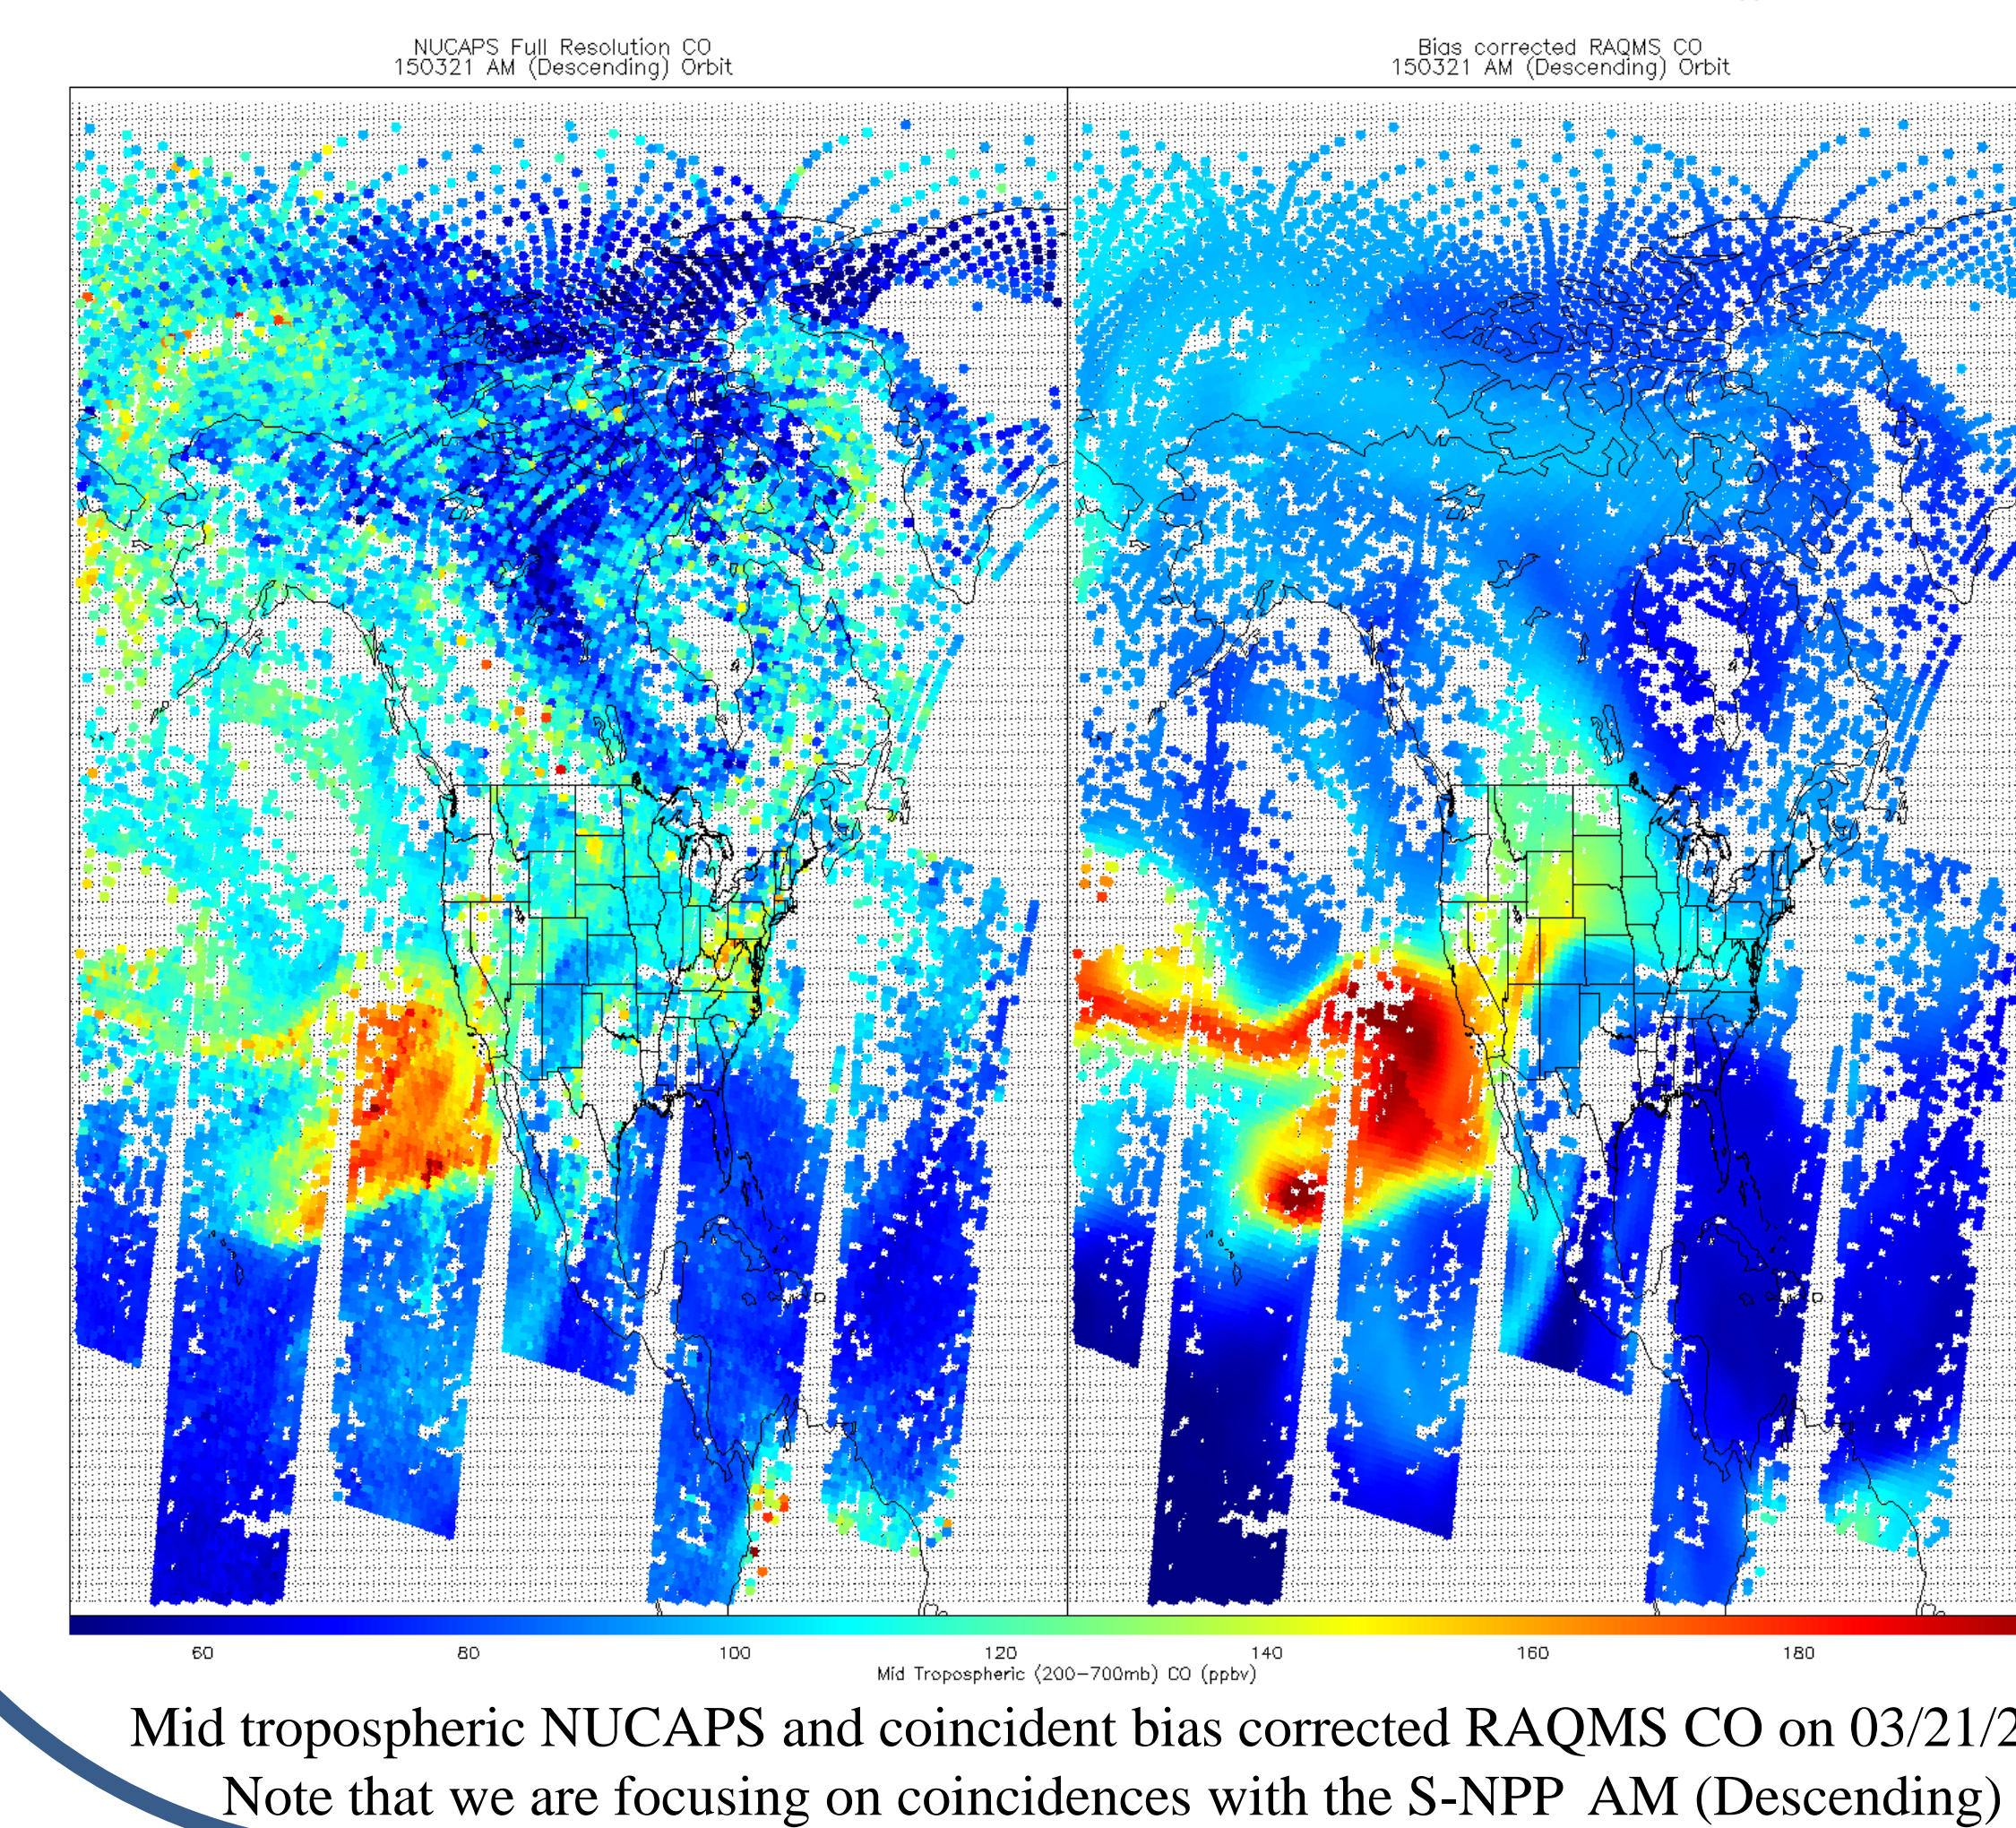 NUCAPS Full Resolution CO
150321 AM (Descending) Orbit
Bias corrected RAQMS CO
150321 AM (Descending) Orbit
60 80 100 120 140 160 180
Mid Tropospheric (200-700mb) CO (ppbv)
Mid tropospheric NUCAPS and coincident bias corrected RAQMS CO on 03/21/2
Note that we are focusing on coincidences with the S-NPP AM (Descending)